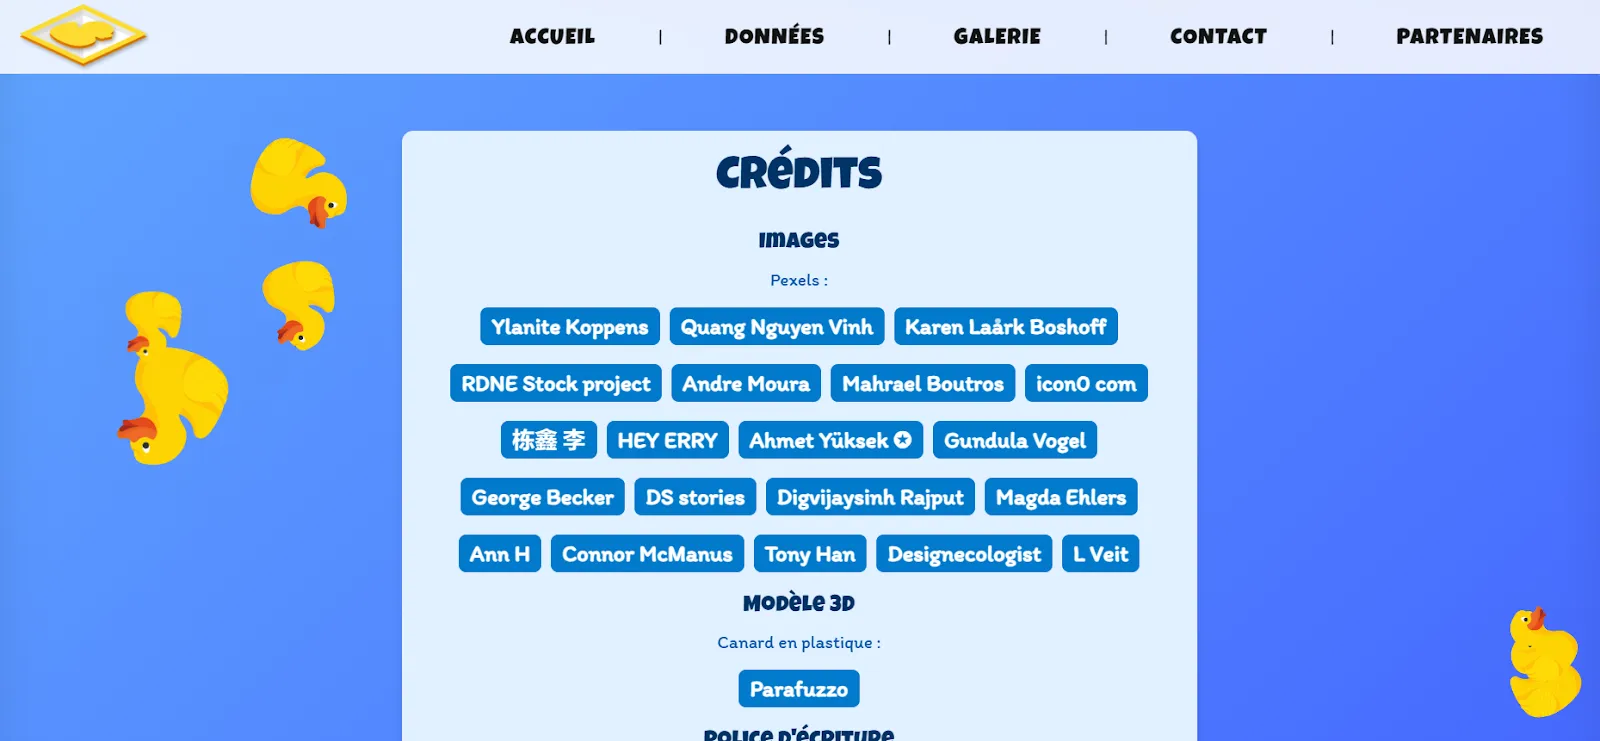 ACCUEIL | DONNÉES | GALERIE | CONTACT | PARTENAIRES
CRÉDITS
Images
Pexels :
Ylanite Koppens Quang Nguyen Vinh Karen Laårk Boshoff
RDNE Stock project Andre Moura Mahrael Boutros icon0 com
栋鑫 李 HEY ERRY Ahmet Yüksek ✪ Gundula Vogel
George Becker DS stories Digvijaysinh Rajput Magda Ehlers
Ann H Connor McManus Tony Han Designecologist L Veit
Modèle 3D
Canard en plastique :
Parafuzzo
Police d'écriture